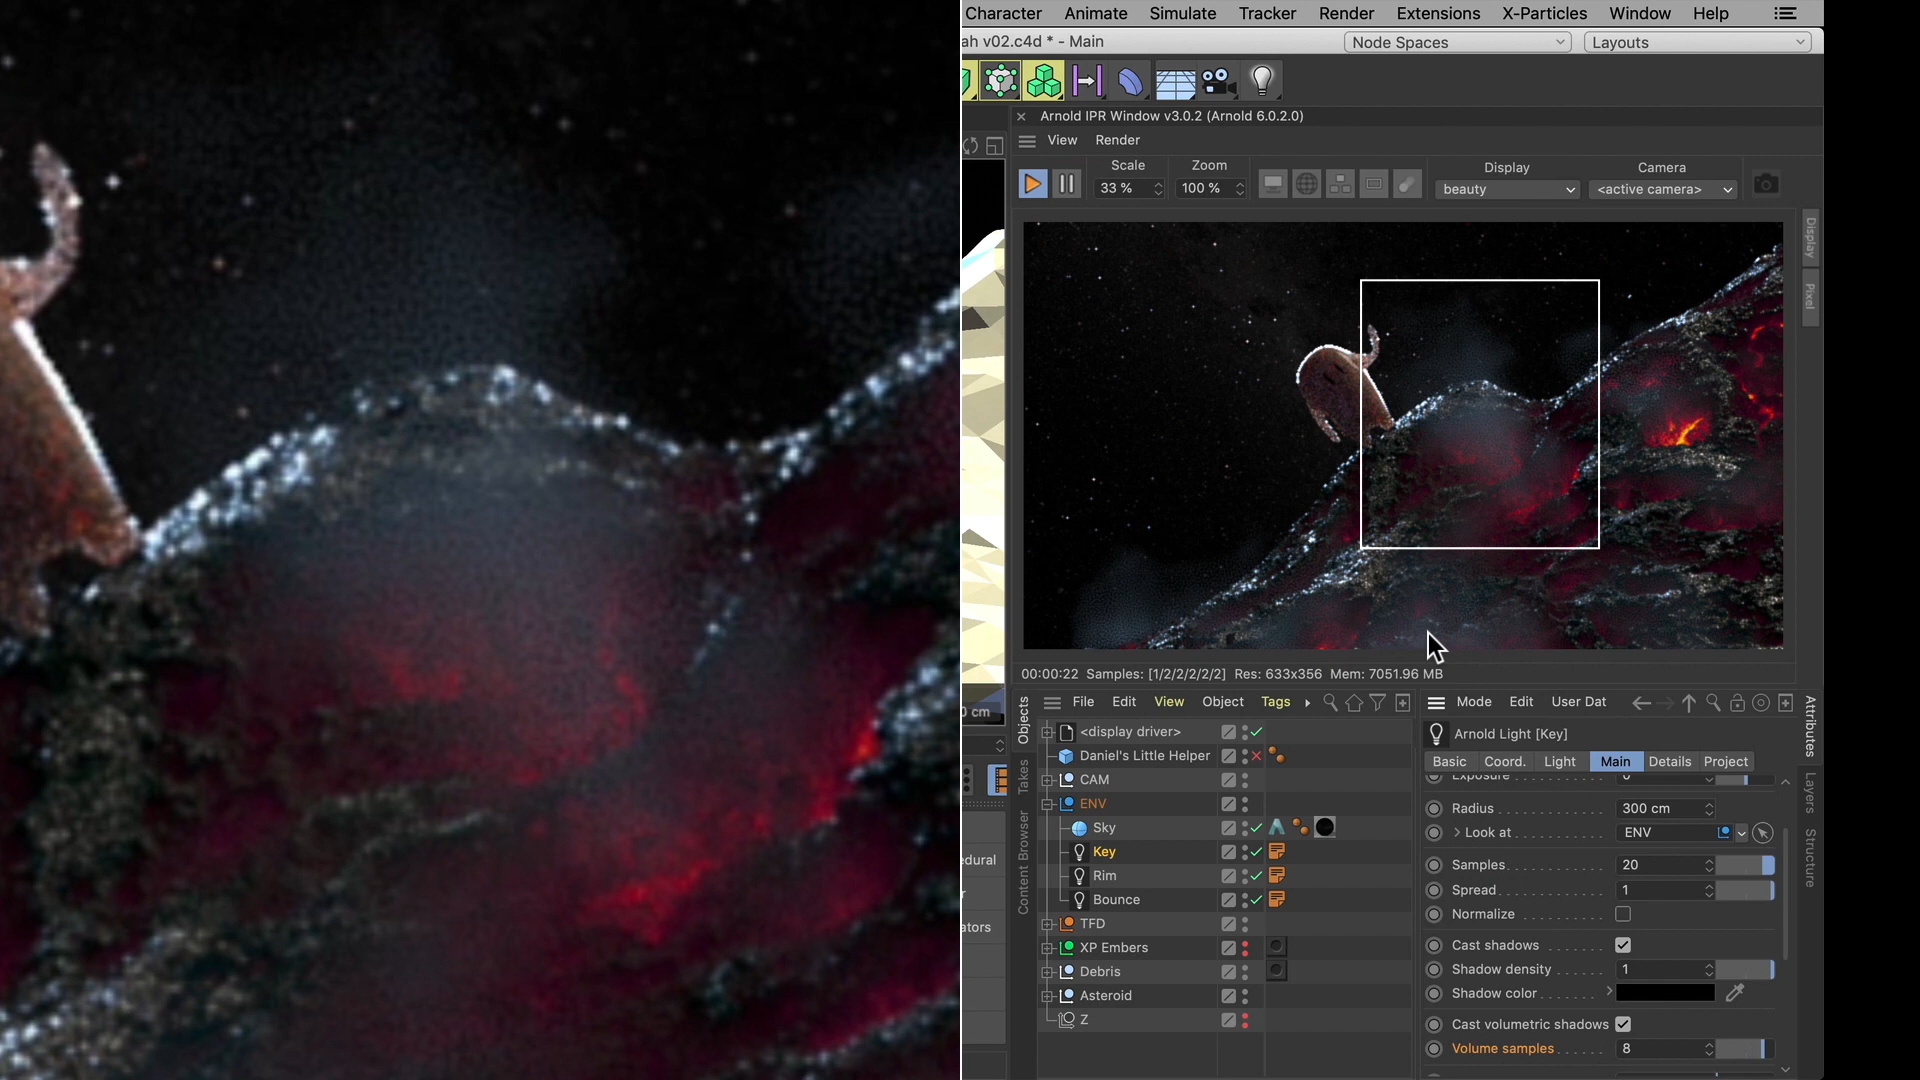 Character Animate Simulate Tracker Render Extensions X-Particles Window Help
ah v02.c4d * - Main
Node Spaces
Layouts
Arnold IPR Window v3.0.2 (Arnold 6.0.2.0)
View Render
Scale
33 %
Zoom
100 %
Display
beauty
Camera
<active camera>
Display
Pixel
00:00:22 Samples: [1/2/2/2/2/2] Res: 633x356 Mem: 7051.96 MB
0 cm
edural
ators
Objects
Takes
Content Browser
File Edit View Object Tags
<display driver>
Daniel's Little Helper
CAM
ENV
Sky
Key
Rim
Bounce
TFD
XP Embers
Debris
Asteroid
Z
Mode Edit User Dat
Arnold Light [Key]
Basic Coord. Light Main Details Project
Exposure 0
Radius 300 cm
Look at ENV
Samples 20
Spread 1
Normalize
Cast shadows
Shadow density 1
Shadow color
Cast volumetric shadows
Volume samples 8
Attributes
Layers
Structure